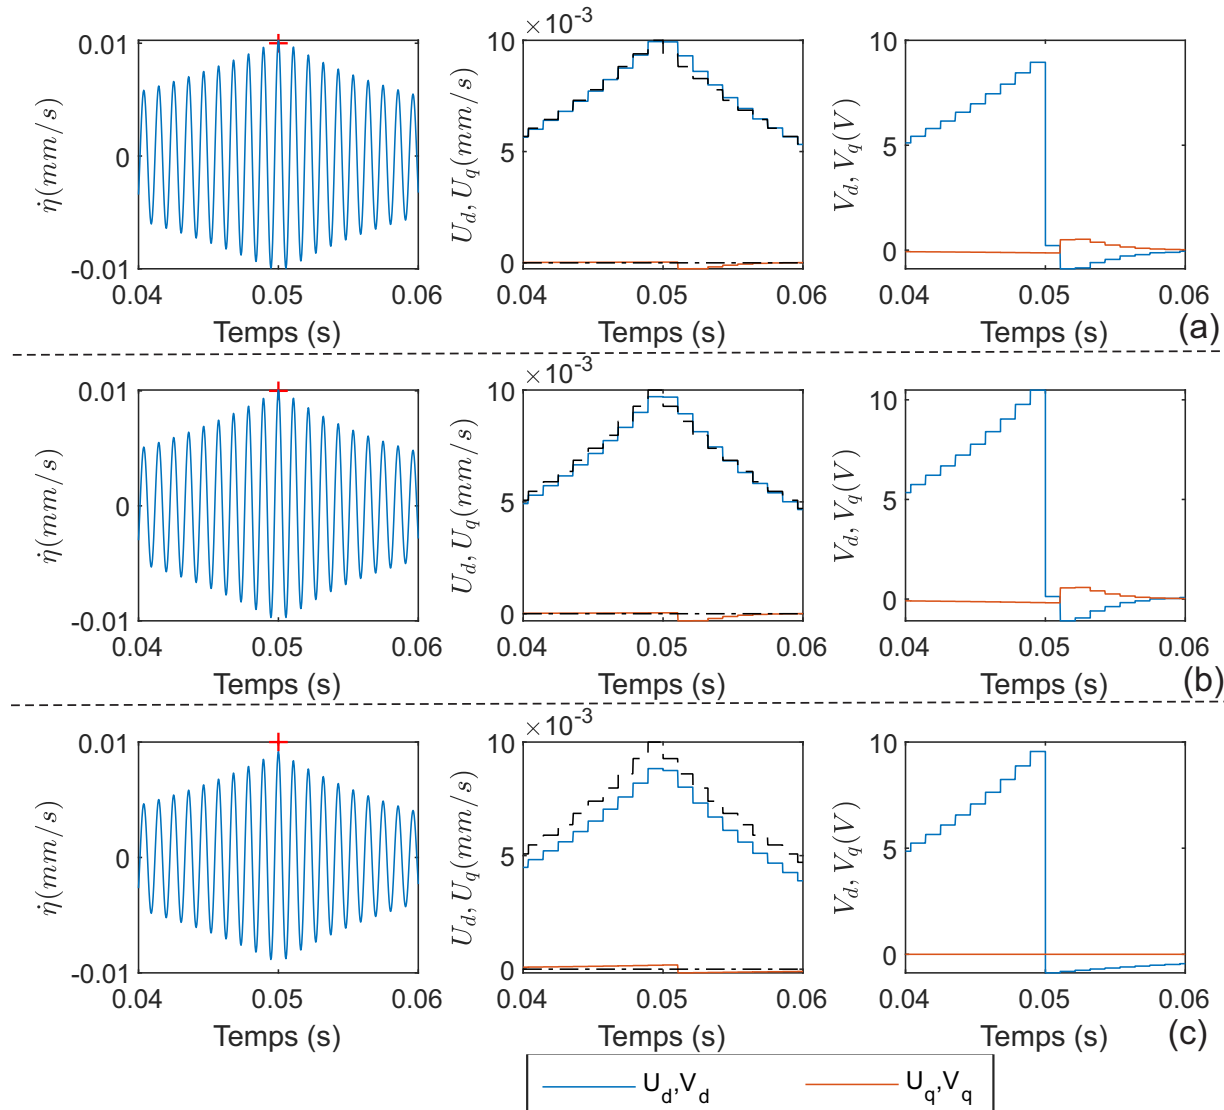 ×10⁻³
0.01
0
-0.01
η̇(mm/s)
0.04 0.05 0.06
Temps (s)
10
5
0
U_d, U_q(mm/s)
0.04 0.05 0.06
Temps (s)
10
5
0
V_d, V_q(V)
0.04 0.05 0.06
Temps (s)
(a)
×10⁻³
0.01
0
-0.01
η̇(mm/s)
0.04 0.05 0.06
Temps (s)
10
5
0
U_d, U_q(mm/s)
0.04 0.05 0.06
Temps (s)
10
5
0
V_d, V_q(V)
0.04 0.05 0.06
Temps (s)
(b)
×10⁻³
0.01
0
-0.01
η̇(mm/s)
0.04 0.05 0.06
Temps (s)
10
5
0
U_d, U_q(mm/s)
0.04 0.05 0.06
Temps (s)
10
5
0
V_d, V_q(V)
0.04 0.05 0.06
Temps (s)
(c)
U_d,V_d U_q,V_q